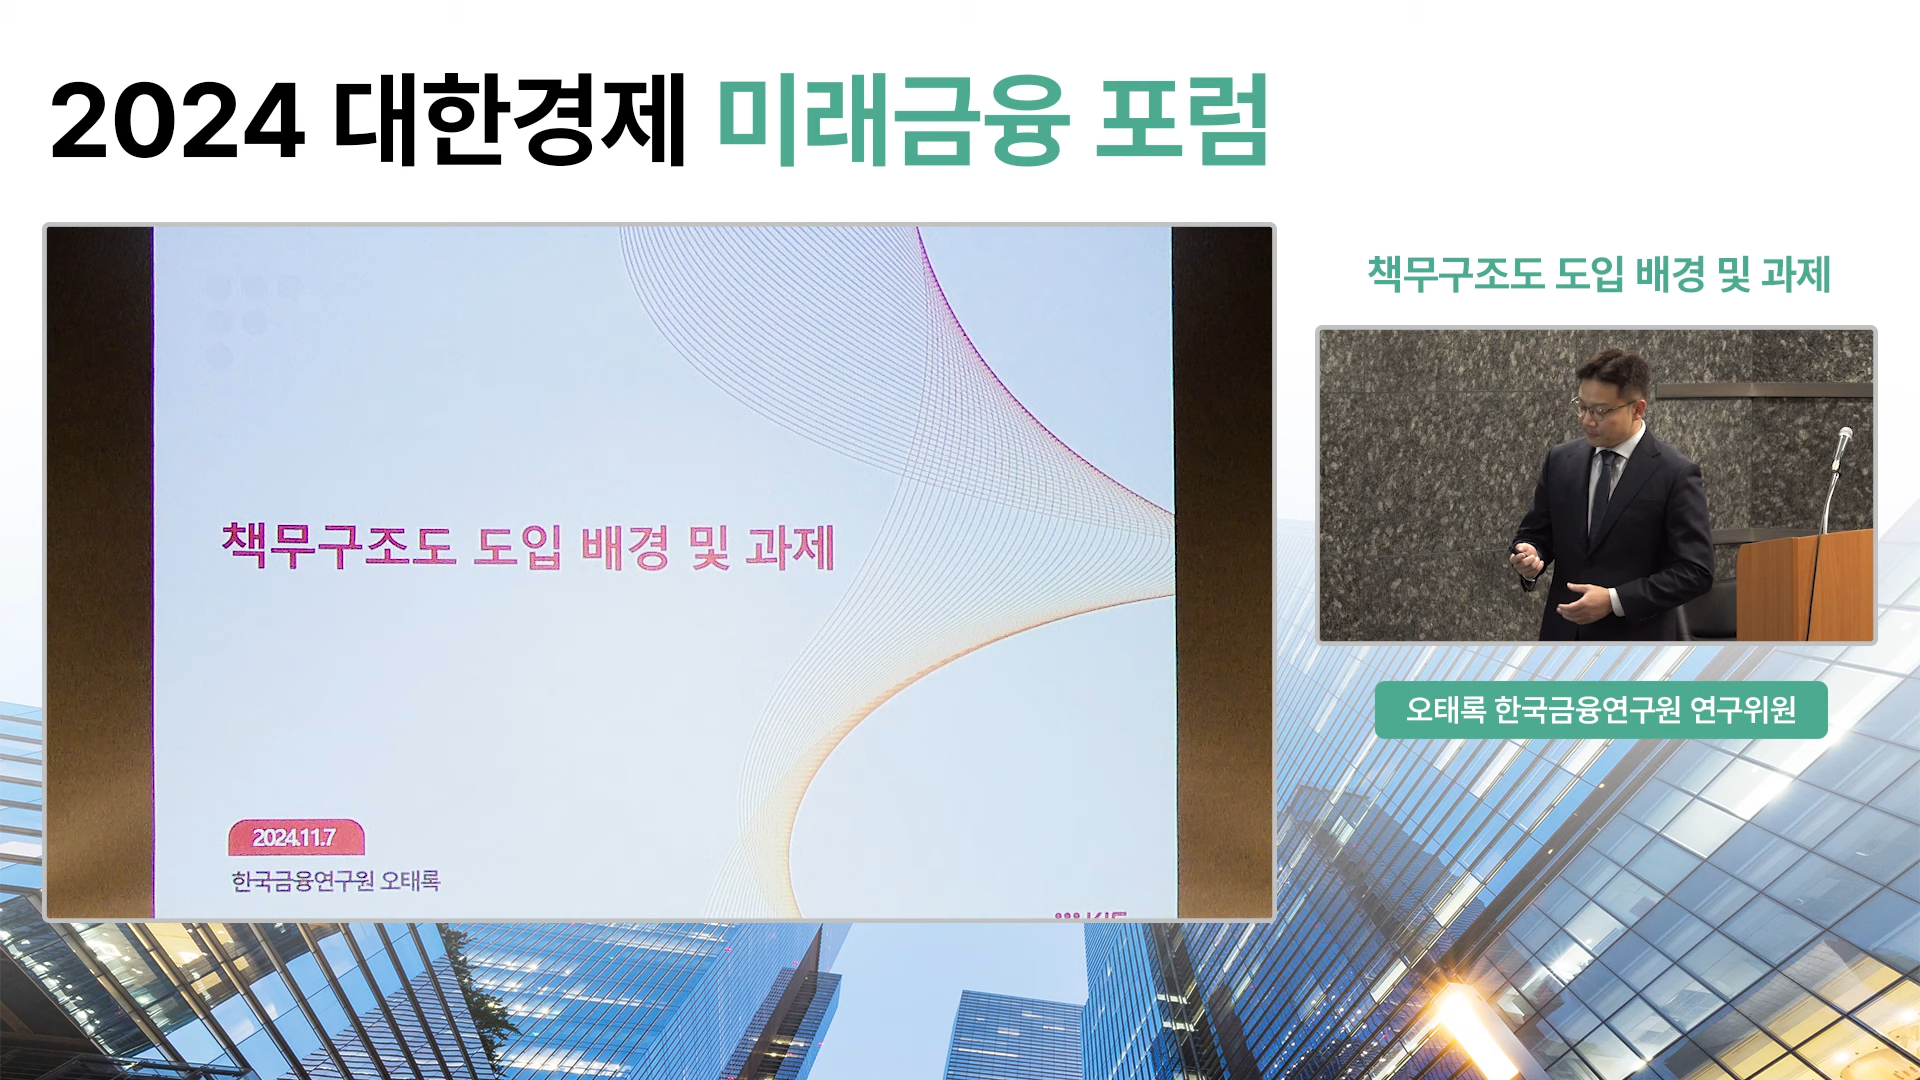 2024 대한경제 미래금융 포럼
책무구조도 도입 배경 및 과제
책무구조도 도입 배경 및 과제
2024.11.7
한국금융연구원 오태록
오태록 한국금융연구원 연구위원